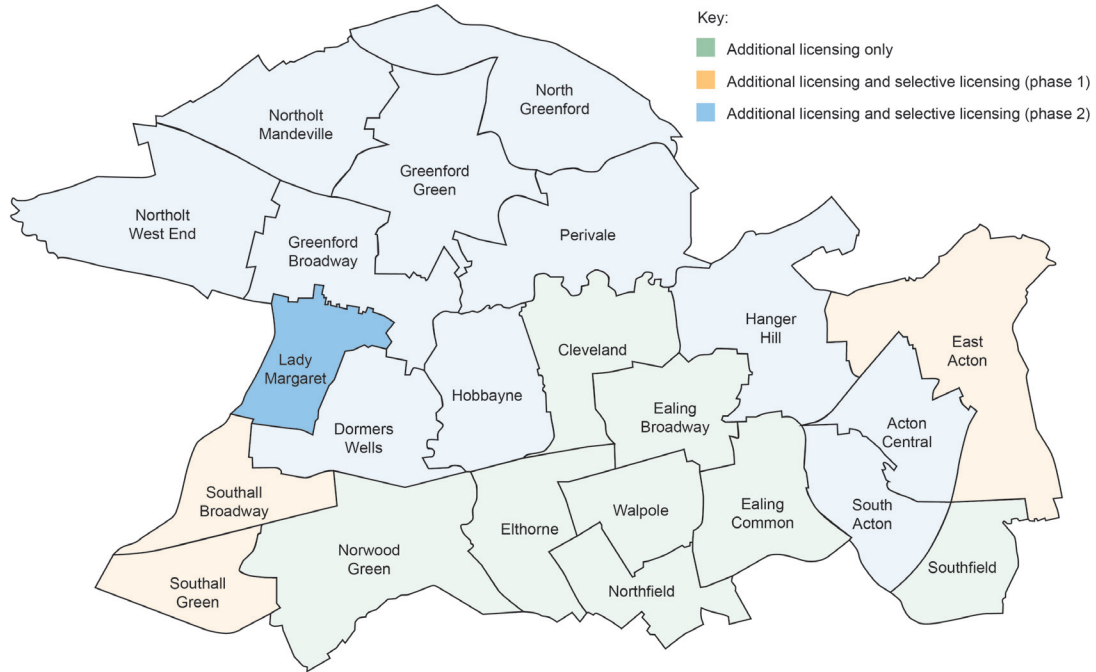 Key:
Additional licensing only
Additional licensing and selective licensing (phase 1)
Additional licensing and selective licensing (phase 2)
North
Greenford
Northolt
Mandeville
Greenford
Green
Northolt
West End
Greenford
Broadway
Perivale
Hanger
Hill
East
Acton
Cleveland
Lady
Margaret
Hobbayne
Ealing
Broadway
Dormers
Wells
Acton
Central
Southall
Broadway
Walpole
Ealing
Common
South
Acton
Elthorne
Norwood
Green
Southfield
Southall
Green
Northfield